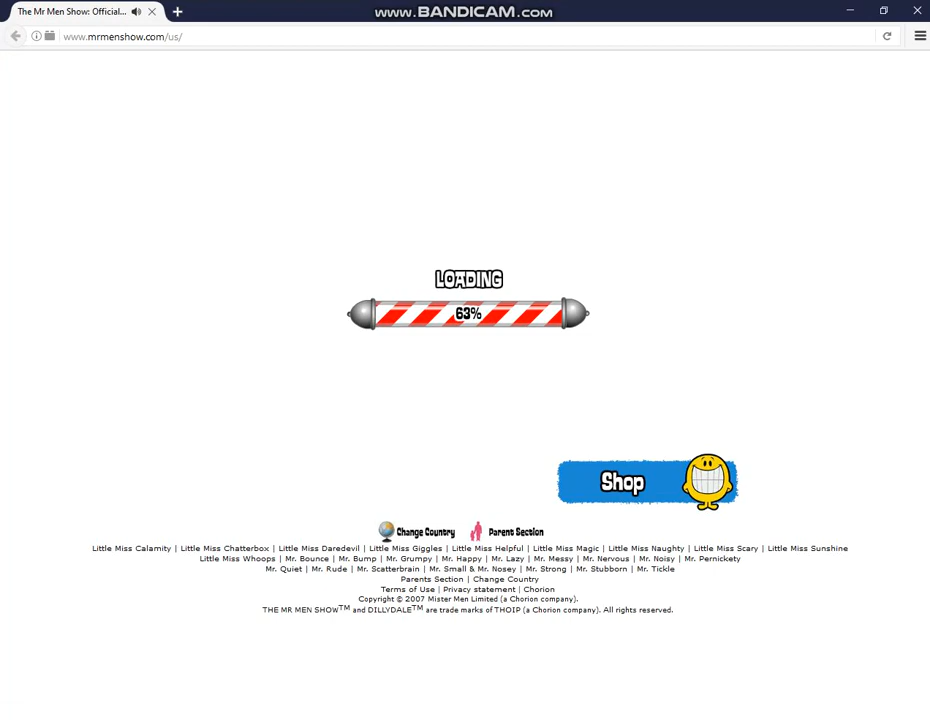 The Mr Men Show: Official...
WWW.BANDICAM.COM
www.mrmenshow.com/us/
LOADING
63%
Shop
Change Country Parent Section
Little Miss Calamity | Little Miss Chatterbox | Little Miss Daredevil | Little Miss Giggles | Little Miss Helpful | Little Miss Magic | Little Miss Naughty | Little Miss Scary | Little Miss Sunshine
Little Miss Whoops | Mr. Bounce | Mr. Bump | Mr. Grumpy | Mr. Happy | Mr. Lazy | Mr. Messy | Mr. Nervous | Mr. Noisy | Mr. Pernickety
Mr. Quiet | Mr. Rude | Mr. Scatterbrain | Mr. Small & Mr. Nosey | Mr. Strong | Mr. Stubborn | Mr. Tickle
Parents Section | Change Country
Terms of Use | Privacy statement | Chorion
Copyright © 2007 Mister Men Limited (a Chorion company).
THE MR MEN SHOW™ and DILLYDALE™ are trade marks of THOIP (a Chorion company). All rights reserved.